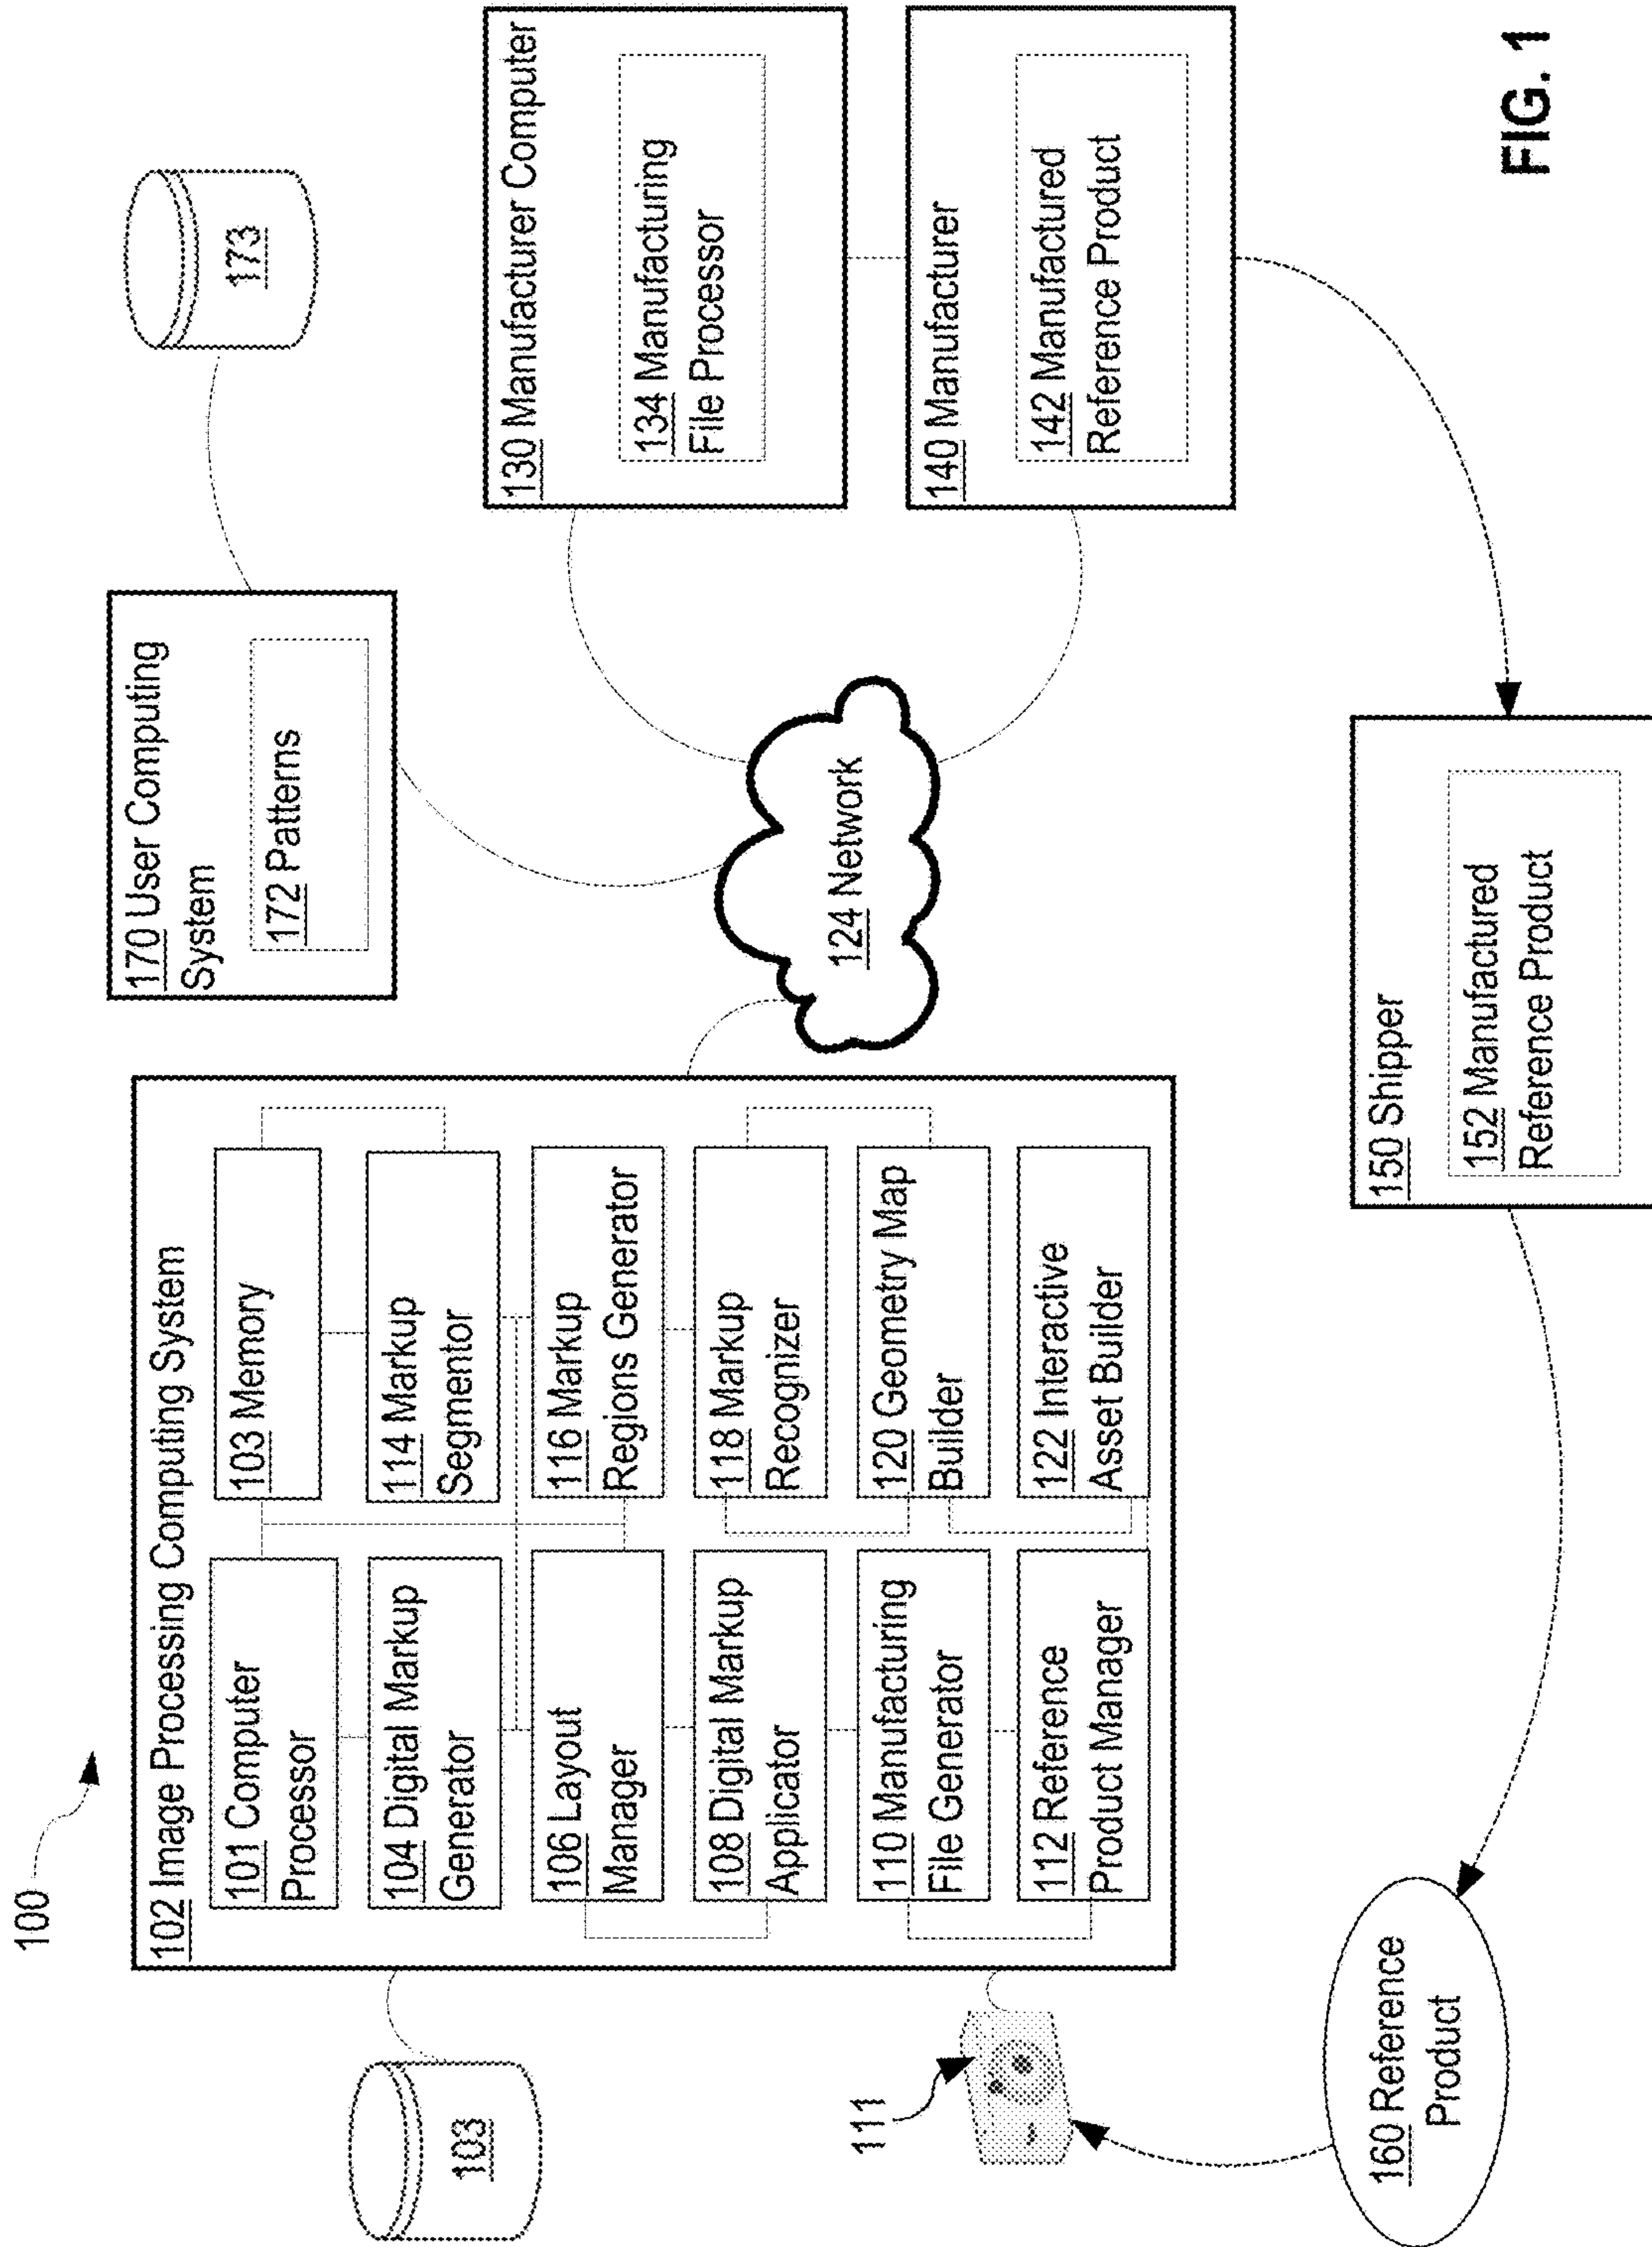 100
102 Image Processing Computing System
101 Computer
Processor
103 Memory
104 Digital Markup
Generator
114 Markup
Segmentor
106 Layout
Manager
116 Markup
Regions Generator
108 Digital Markup
Applicator
118 Markup
Recognizer
110 Manufacturing
File Generator
120 Geometry Map
Builder
112 Reference
Product Manager
122 Interactive
Asset Builder
103
111
160 Reference
Product
170 User Computing
System
172 Patterns
173
124 Network
130 Manufacturer Computer
134 Manufacturing
File Processor
140 Manufacturer
142 Manufactured
Reference Product
150 Shipper
152 Manufactured
Reference Product
FIG. 1